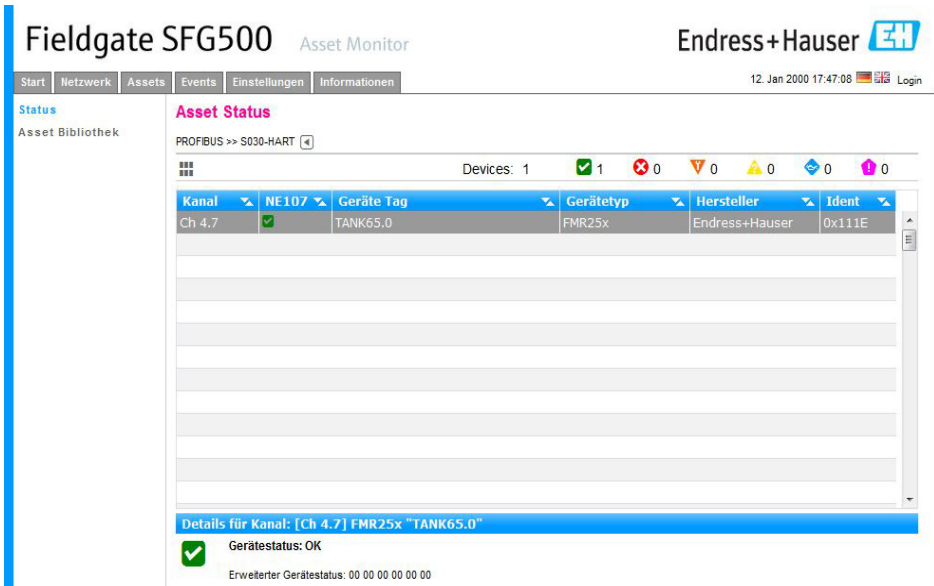 Fieldgate SFG500 Asset Monitor Endress+Hauser EH
Start Netzwerk Assets Events Einstellungen Informationen 12. Jan 2000 17:47:08 Login
Status
Asset Bibliothek
Asset Status
PROFIBUS >> S030-HART
Devices: 1 1 0 0 0 0 0
Kanal NE107 Geräte Tag Gerätetyp Hersteller Ident
Ch 4.7 TANK65.0 FMR25x Endress+Hauser 0x111E
Details für Kanal: [Ch 4.7] FMR25x "TANK65.0"
Gerätestatus: OK
Erweiterter Gerätestatus: 00 00 00 00 00 00